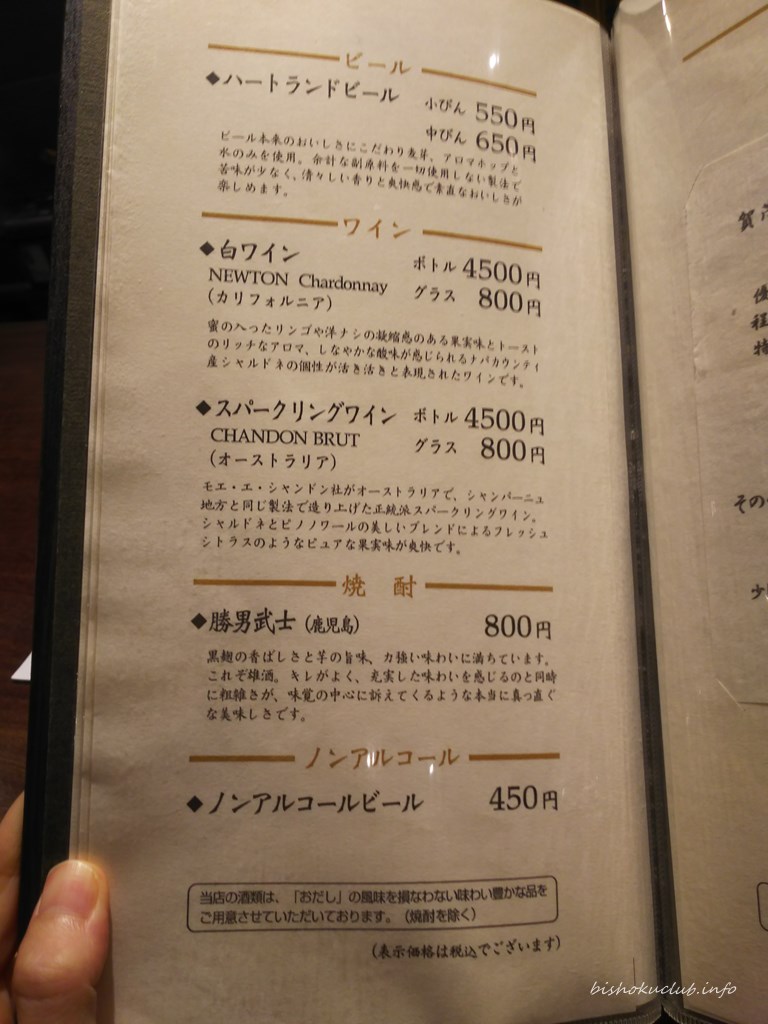 ビール
◆ハートランドビール 小びん 550円
中びん 650円
ビール本来のおいしさにこだわり麦芽、アロマホップと
水のみを使用。余計な副原料を一切使用しない製法で
苦味が少なく、清々しい香りと爽快感で素直なおいしさが
楽しめます。
ワイン
◆白ワイン ボトル 4500円
NEWTON Chardonnay グラス 800円
(カリフォルニア)
蜜の入ったリンゴや洋ナシの凝縮感のある果実味とトースト
のリッチなアロマ、しなやかな酸味が感じられるナパカウンティ
産シャルドネの個性が活き活きと表現されたワインです。
◆スパークリングワイン ボトル 4500円
CHANDON BRUT グラス 800円
(オーストラリア)
モエ・エ・シャンドン社がオーストラリアで、シャンパーニュ
地方と同じ製法で造り上げた正統派スパークリングワイン。
シャルドネとピノノワールの美しいブレンドによるフレッシュ
シトラスのようなピュアな果実味が爽快です。
焼 酎
◆勝男武士 (鹿児島) 800円
黒麹の香ばしさと芋の旨味、力強い味わいに満ちています。
これぞ雄酒。キレがよく、充実した味わいを感じるのと同時
に粗雑さが、味覚の中心に訴えてくるような本当に真っ直ぐ
な美味しさです。
ノンアルコール
◆ノンアルコールビール 450円
当店の酒類は、「おだし」の風味を損なわない味わい豊かな品を
ご用意させていただいております。(焼酎を除く)
(表示価格は税込でございます)
賀
程
特
その
bishokuclub.info